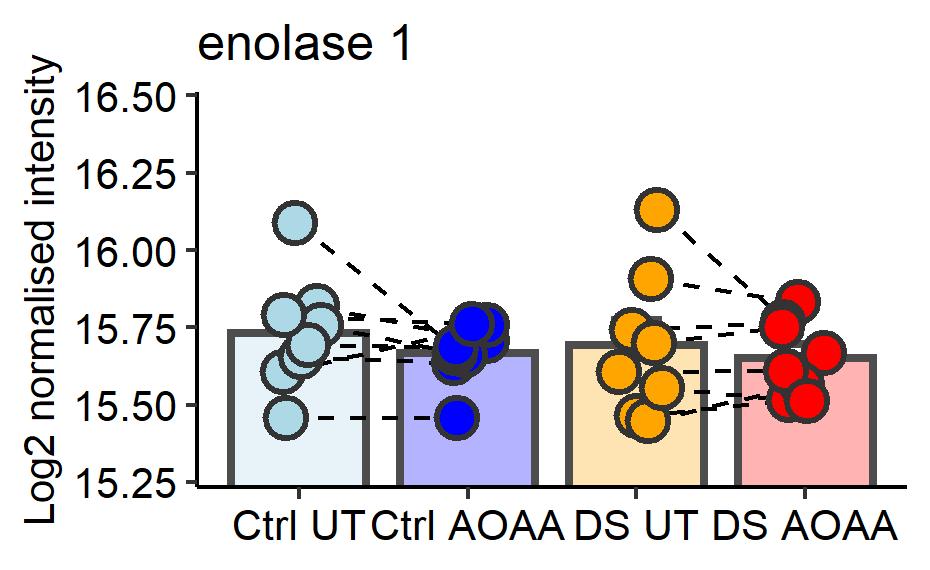 enolase 1
Log2 normalised intensity
16.50
16.25
16.00
15.75
15.50
15.25
Ctrl UT Ctrl AOAA DS UT DS AOAA